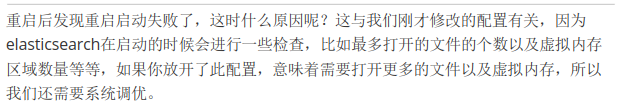 重启后发现重启启动失败了，这时什么原因呢？这与我们刚才修改的配置有关，因为
elasticsearch在启动的时候会进行一些检查，比如最多打开的文件的个数以及虚拟内存
区域数量等等，如果你放开了此配置，意味着需要打开更多的文件以及虚拟内存，所以
我们还需要系统调优。